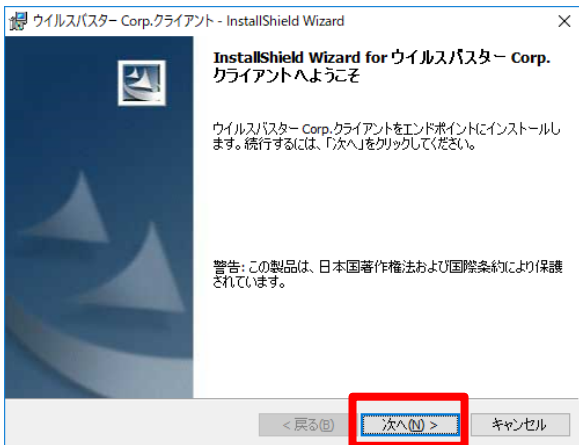 ウイルスバスター Corp.クライアント - InstallShield Wizard
InstallShield Wizard for ウイルスバスター Corp.
クライアントへようこそ
ウイルスバスター Corp.クライアントをエンドポイントにインストールし
ます。続行するには、「次へ」をクリックしてください。
警告: この製品は、日本国著作権法および国際条約により保護
されています。
< 戻る(B)
次へ(N) >
キャンセル